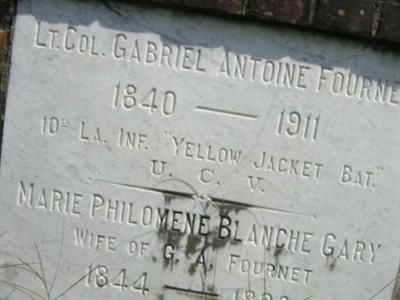 Lt. Col. Gabriel Antoine Fournet
1840 — 1911
10th La. Inf. "Yellow Jacket Bat."
U. C. V.
Marie Philomene Blanche Gary
Wife of G. A. Fournet
1844 —